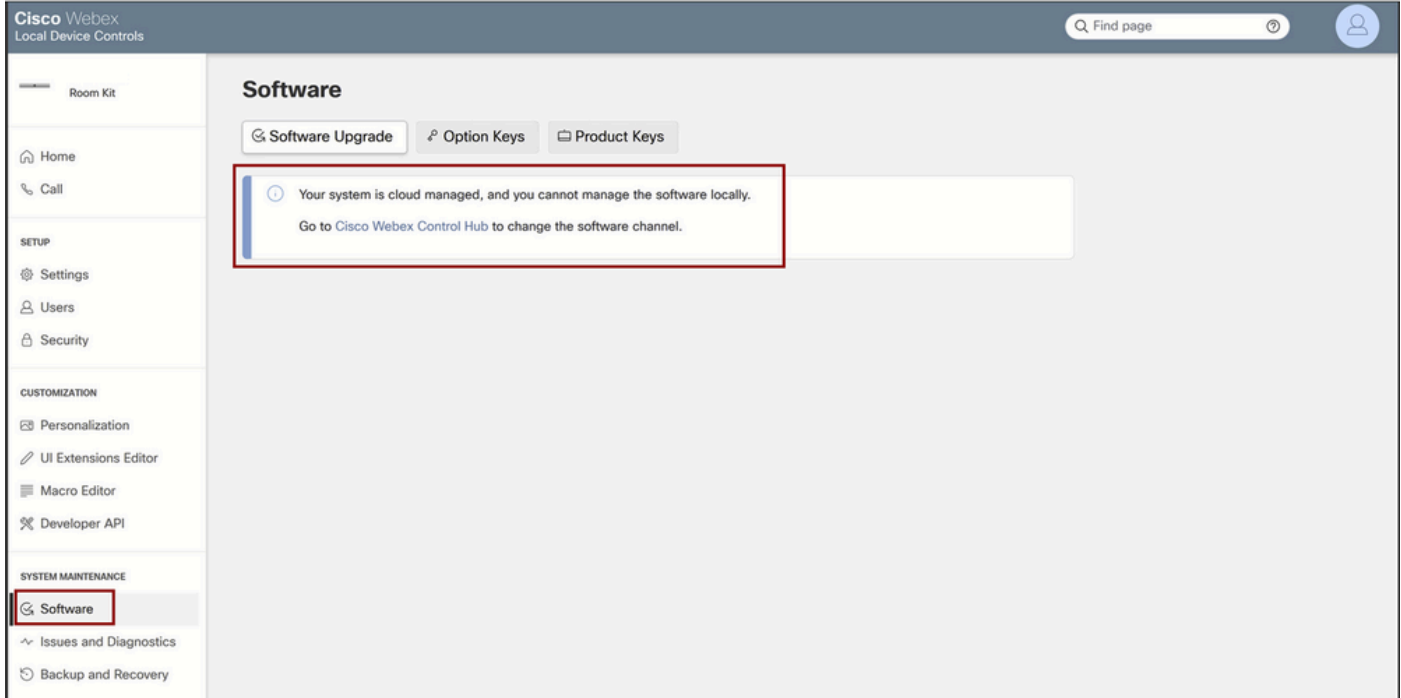 Cisco Webex
Local Device Controls
Find page
Room Kit
Home
Call
SETUP
Settings
Users
Security
CUSTOMIZATION
Personalization
UI Extensions Editor
Macro Editor
Developer API
SYSTEM MAINTENANCE
Software
Issues and Diagnostics
Backup and Recovery
Software
Software Upgrade Option Keys Product Keys
Your system is cloud managed, and you cannot manage the software locally.
Go to Cisco Webex Control Hub to change the software channel.